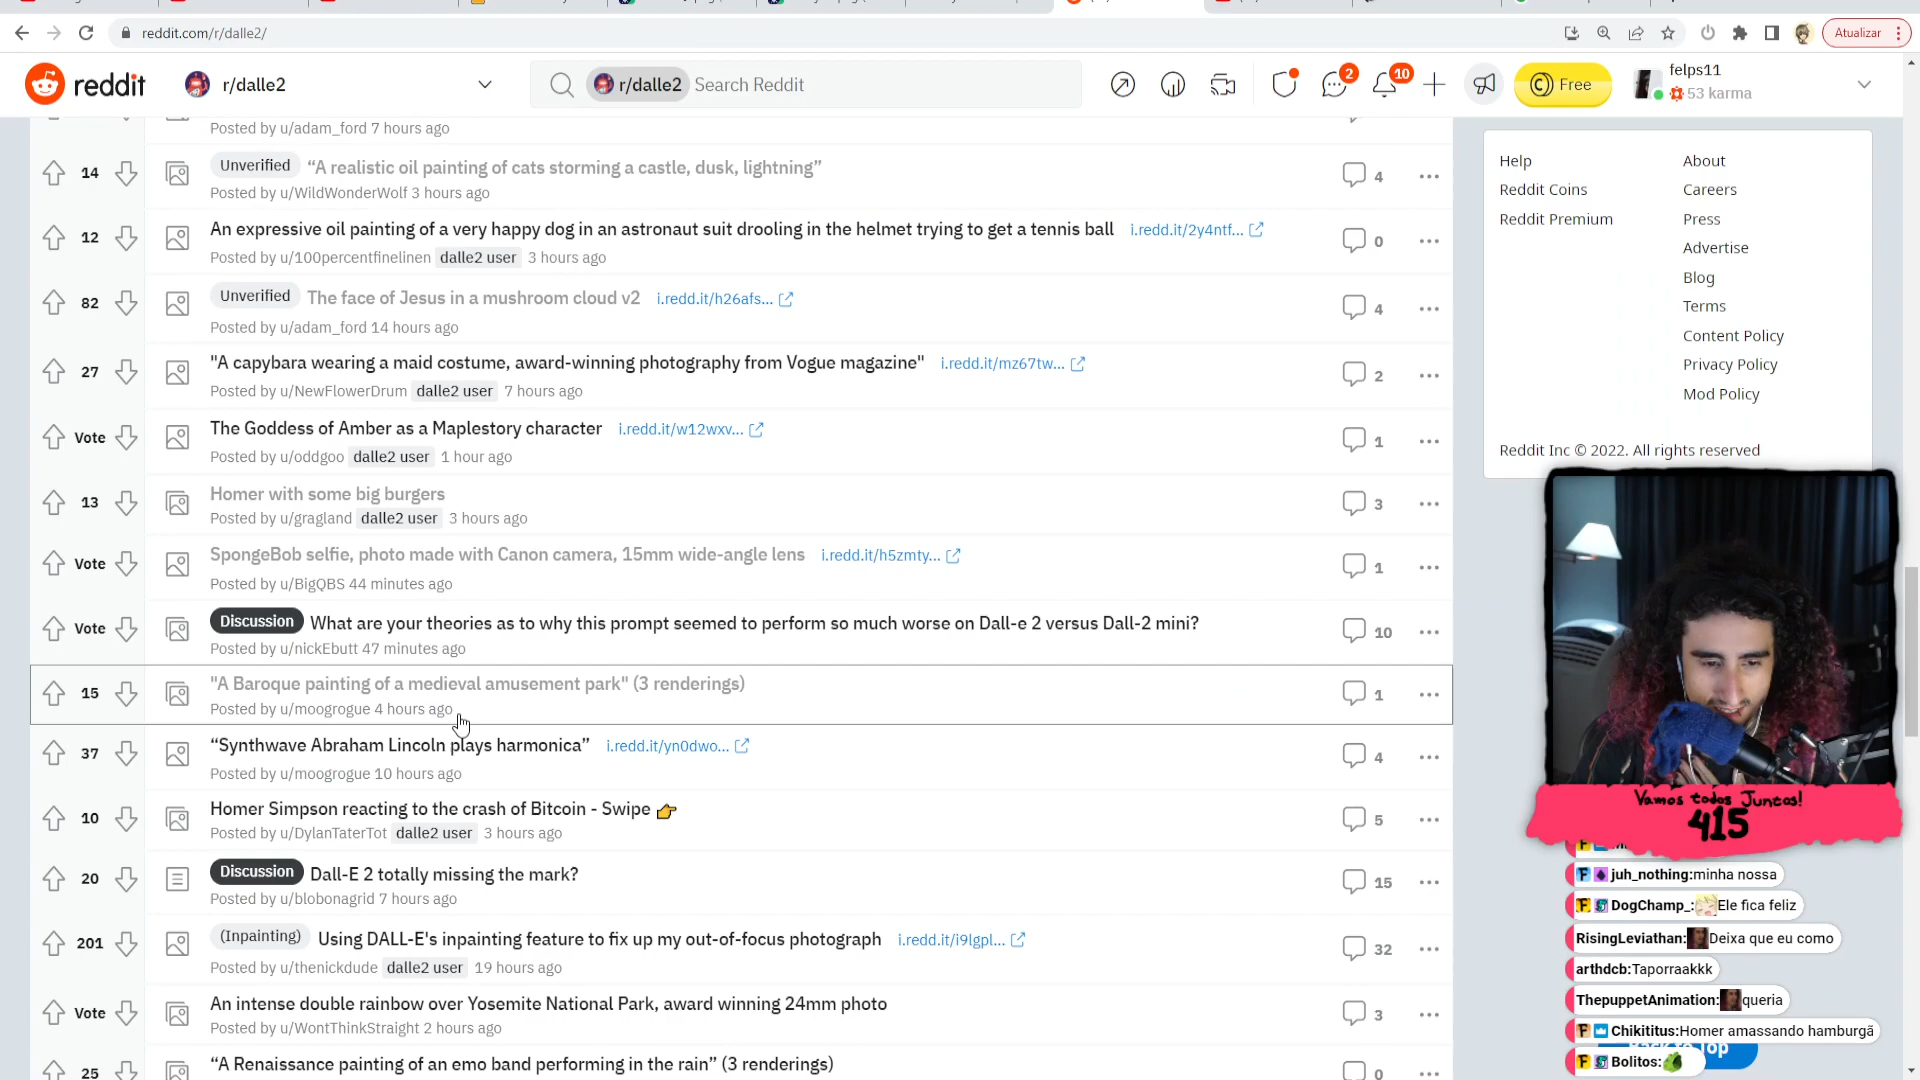 reddit.com/r/dalle2/
Atualizar
reddit
r/dalle2
r/dalle2 Search Reddit
2
10
Free
felps11
53 karma
Posted by u/adam_ford 7 hours ago
14
Unverified “A realistic oil painting of cats storming a castle, dusk, lightning”
Posted by u/WildWonderWolf 3 hours ago
4
12
An expressive oil painting of a very happy dog in an astronaut suit drooling in the helmet trying to get a tennis ball i.redd.it/2y4ntf...
Posted by u/100percentfinelinen dalle2 user 3 hours ago
0
82
Unverified The face of Jesus in a mushroom cloud v2 i.redd.it/h26afs...
Posted by u/adam_ford 14 hours ago
4
27
"A capybara wearing a maid costume, award-winning photography from Vogue magazine" i.redd.it/mz67tw...
Posted by u/NewFlowerDrum dalle2 user 7 hours ago
2
Vote
The Goddess of Amber as a Maplestory character i.redd.it/w12wxv...
Posted by u/oddgoo dalle2 user 1 hour ago
1
13
Homer with some big burgers
Posted by u/gragland dalle2 user 3 hours ago
3
Vote
SpongeBob selfie, photo made with Canon camera, 15mm wide-angle lens i.redd.it/h5zmty...
Posted by u/BigQBS 44 minutes ago
1
Vote
Discussion What are your theories as to why this prompt seemed to perform so much worse on Dall-e 2 versus Dall-2 mini?
Posted by u/nickEbutt 47 minutes ago
10
15
"A Baroque painting of a medieval amusement park" (3 renderings)
Posted by u/moogrogue 4 hours ago
1
37
“Synthwave Abraham Lincoln plays harmonica” i.redd.it/yn0dwo...
Posted by u/moogrogue 10 hours ago
4
10
Homer Simpson reacting to the crash of Bitcoin - Swipe 👉
Posted by u/DylanTaterTot dalle2 user 3 hours ago
5
20
Discussion Dall-E 2 totally missing the mark?
Posted by u/blobonagrid 7 hours ago
15
201
(Inpainting) Using DALL-E's inpainting feature to fix up my out-of-focus photograph i.redd.it/i9lgpl...
Posted by u/thenickdude dalle2 user 19 hours ago
32
Vote
An intense double rainbow over Yosemite National Park, award winning 24mm photo
Posted by u/WontThinkStraight 2 hours ago
3
25
“A Renaissance painting of an emo band performing in the rain” (3 renderings)
0
Help
About
Reddit Coins
Careers
Reddit Premium
Press
Advertise
Blog
Terms
Content Policy
Privacy Policy
Mod Policy
Reddit Inc © 2022. All rights reserved
Vamos todos Juntos!
415
juh_nothing:minha nossa
DogChamp_:Ele fica feliz
RisingLeviathan:Deixa que eu como
arthdcb:Taporraakkk
ThepuppetAnimation:queria
Chikititus:Homer amassando hamburgã
Bolitos: